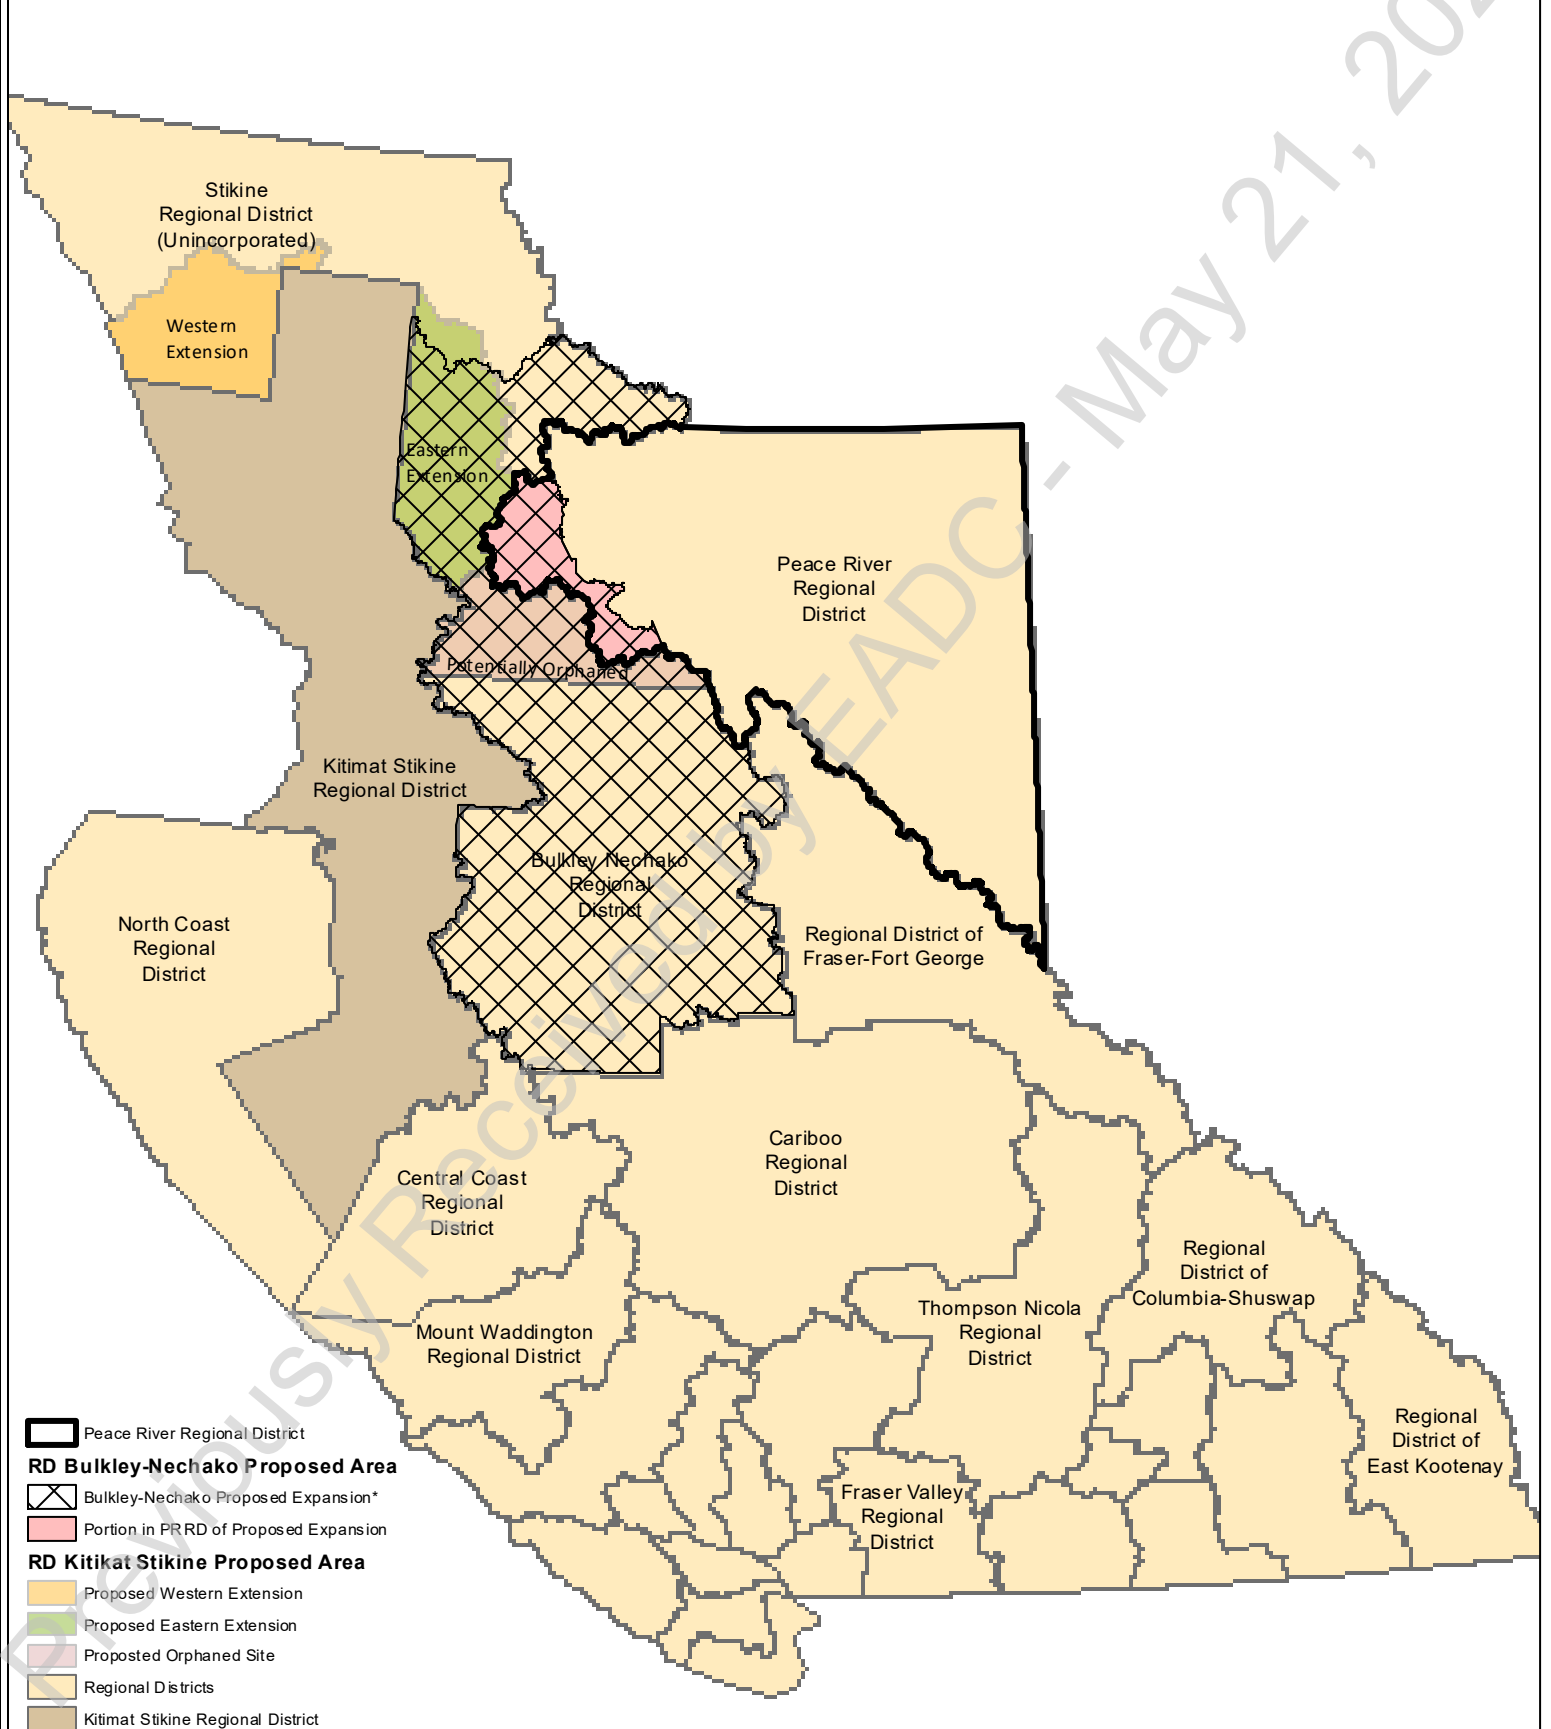 Stikine
Regional District
(Unincorporated)
Western
Extension
Eastern
Extension
Peace River
Regional
District
Potentially Orphaned
Kitimat Stikine
Regional District
Bulkley Nechako
Regional
District
North Coast
Regional
District
Regional District of
Fraser-Fort George
Cariboo
Regional
District
Central Coast
Regional
District
Regional
District of
Columbia-Shuswap
Thompson Nicola
Regional
District
Mount Waddington
Regional District
Regional
District of
East Kootenay
Fraser Valley
Regional
District
Peace River Regional District
RD Bulkley-Nechako Proposed Area
Bulkley-Nechako Proposed Expansion*
Portion in PRRD of Proposed Expansion
RD Kitikat Stikine Proposed Area
Proposed Western Extension
Proposed Eastern Extension
Propostted Orphaned Site
Regional Districts
Kitimat Stikine Regional District
Previously Received by EADC - May 21,